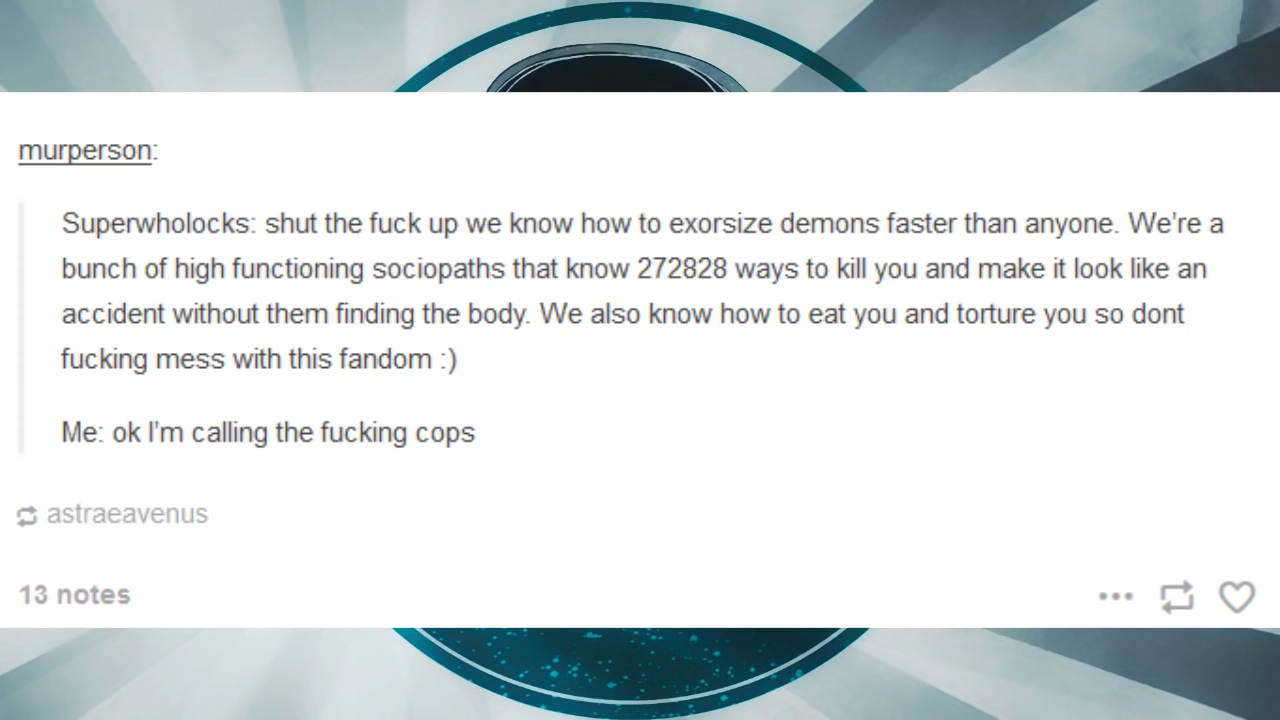 murperson:
Superwholocks: shut the fuck up we know how to exorsize demons faster than anyone. We're a
bunch of high functioning sociopaths that know 272828 ways to kill you and make it look like an
accident without them finding the body. We also know how to eat you and torture you so dont
fucking mess with this fandom :)
Me: ok I'm calling the fucking cops
astraeavenus
13 notes